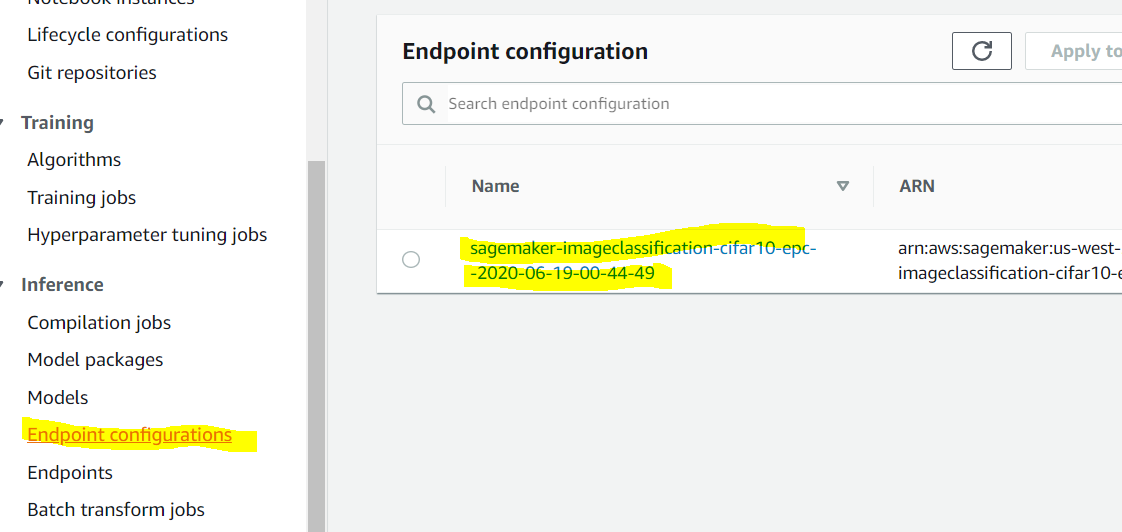 Notebook instances
Lifecycle configurations
Git repositories
Training
Algorithms
Training jobs
Hyperparameter tuning jobs
Inference
Compilation jobs
Model packages
Models
Endpoint configurations
Endpoints
Batch transform jobs
Endpoint configuration
Apply to
Search endpoint configuration
Name
ARN
sagemaker-imageclassification-cifar10-epc-
-2020-06-19-00-44-49
arn:aws:sagemaker:us-west-
imageclassification-cifar10-e